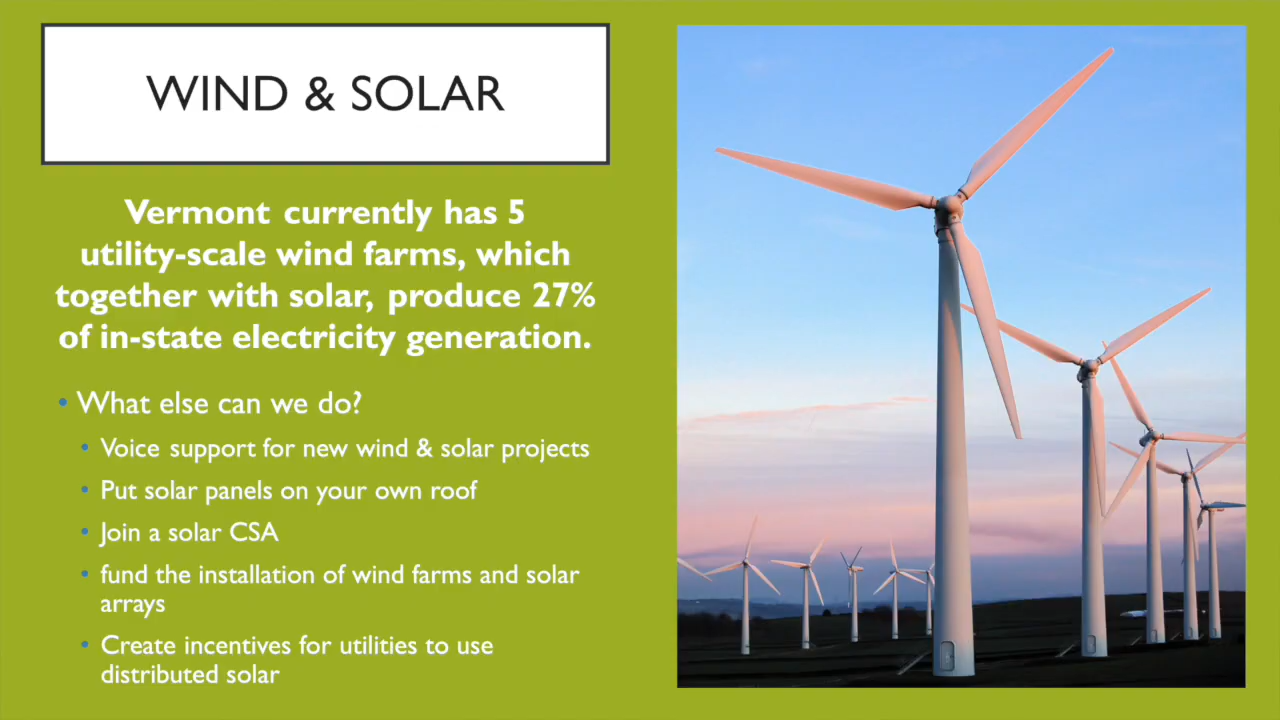 WIND & SOLAR
Vermont currently has 5
utility-scale wind farms, which
together with solar, produce 27%
of in-state electricity generation.
• What else can we do?
• Voice support for new wind & solar projects
• Put solar panels on your own roof
• Join a solar CSA
• fund the installation of wind farms and solar
arrays
• Create incentives for utilities to use
distributed solar